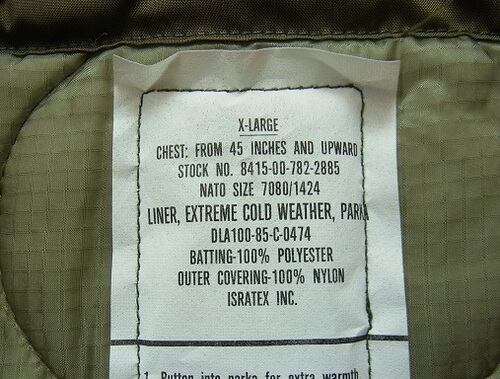 X-LARGE
CHEST: FROM 45 INCHES AND UPWARD
STOCK NO. 8415-00-782-2885
NATO SIZE 7080/1424
LINER, EXTREME COLD WEATHER, PARKA
DLA100-85-C-0474
BATTING-100% POLYESTER
OUTER COVERING-100% NYLON
ISRATEX INC.
1. Button into parka for extra warmth